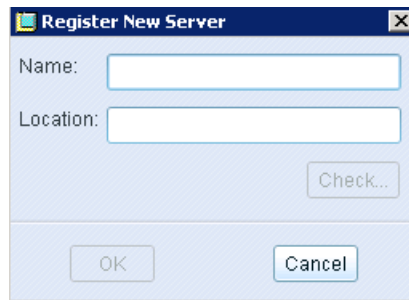 Register New Server
Name:
Location:
Check...
OK
Cancel